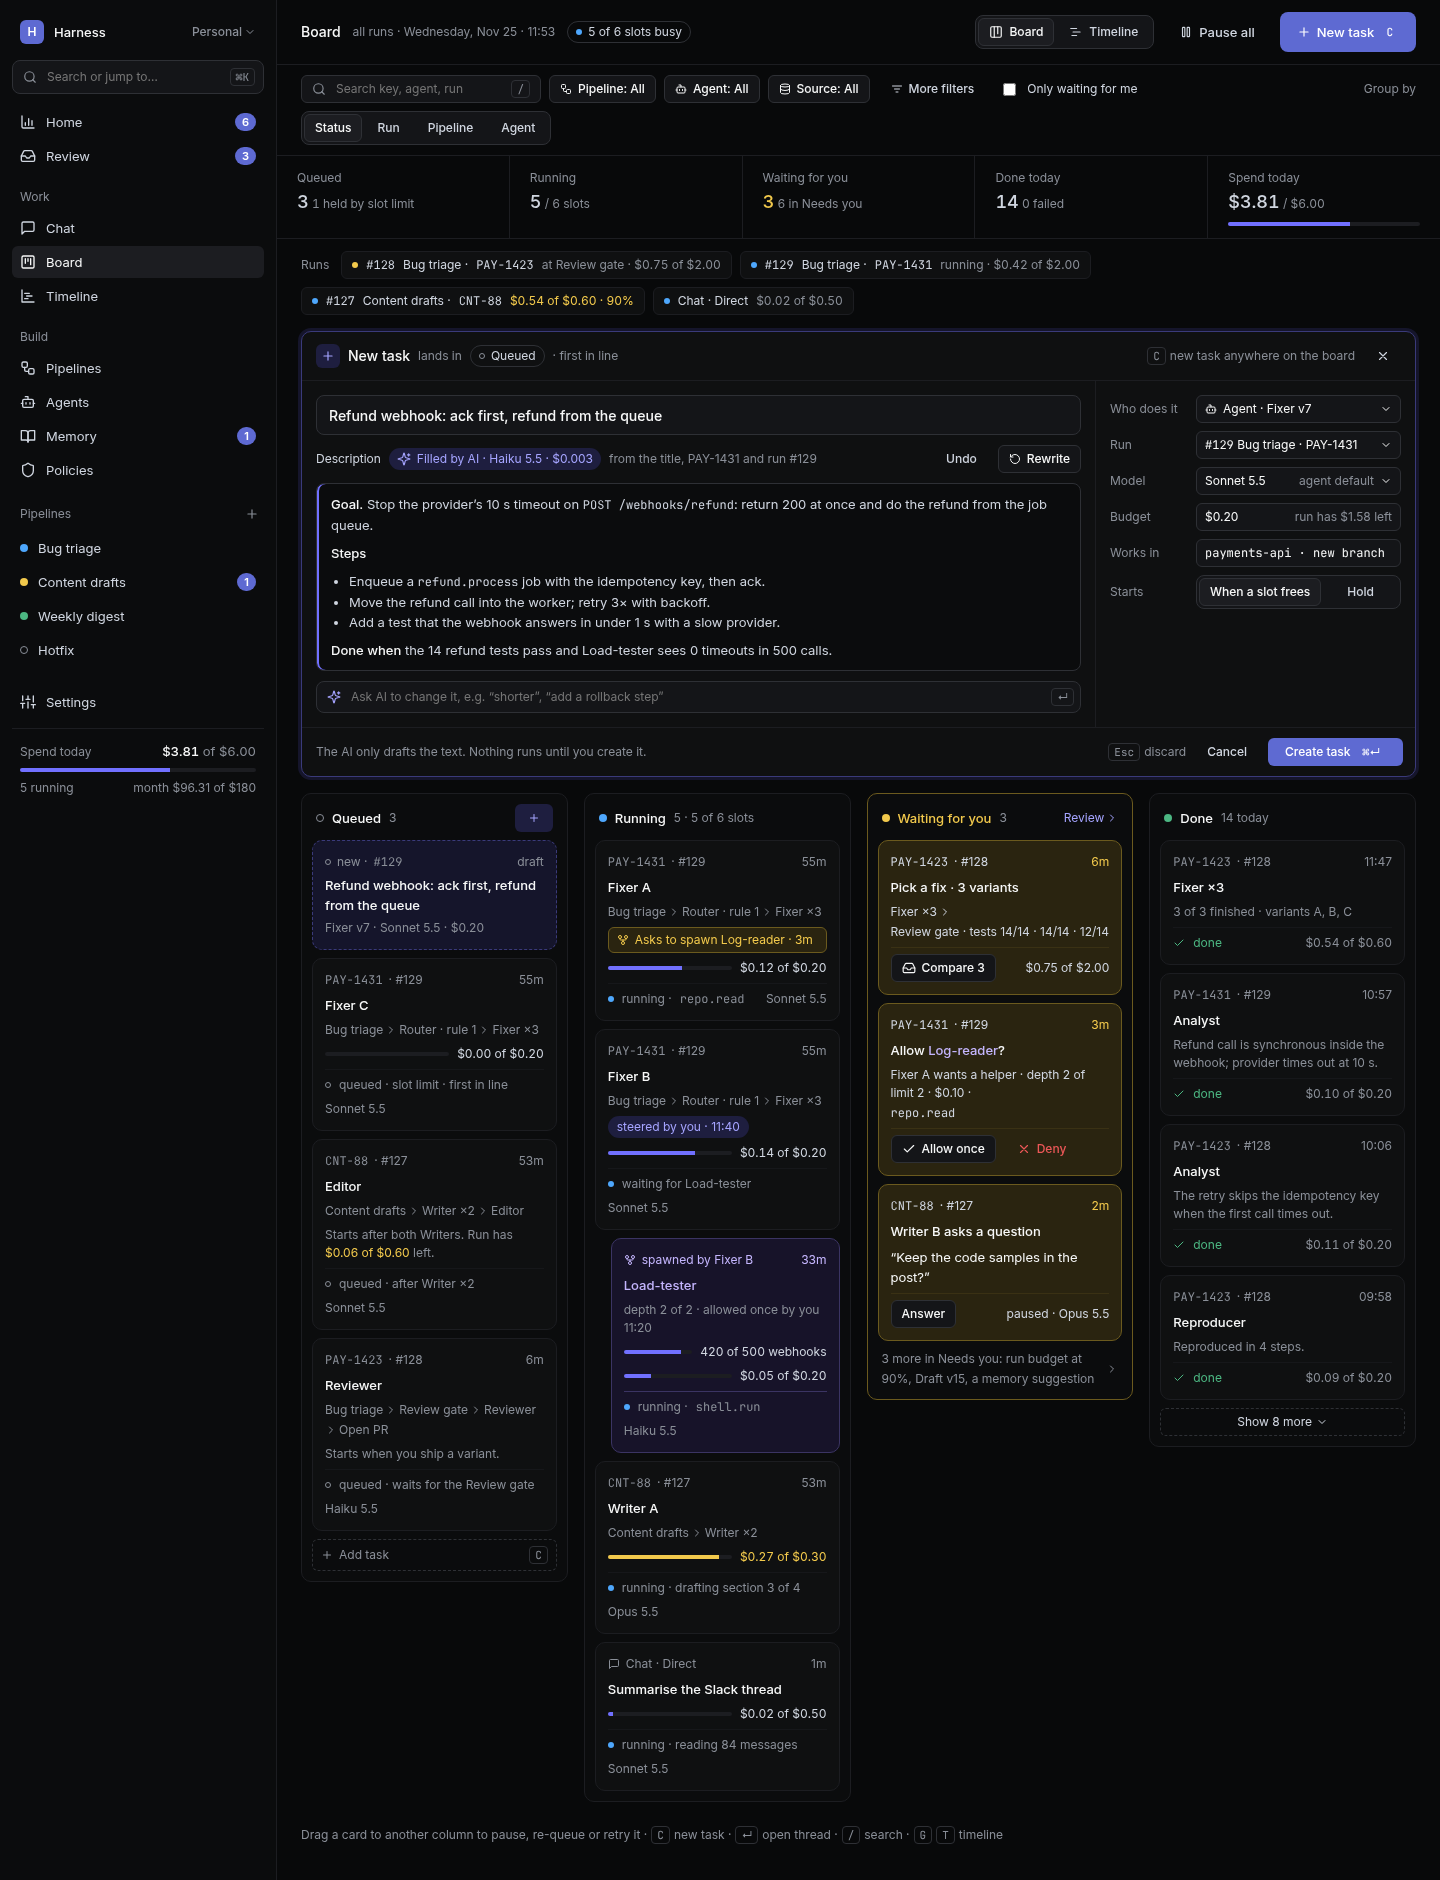 H Harness Personal
Search or jump to... ⌘K
Home 6
Review 3
Work
Chat
Board
Timeline
Build
Pipelines
Agents
Memory 1
Policies
Pipelines +
Bug triage
Content drafts 1
Weekly digest
Hotfix
Settings
Spend today $3.81 of $6.00
5 running month $96.31 of $180
Board all runs · Wednesday, Nov 25 · 11:53 5 of 6 slots busy
Board Timeline Pause all New task C
Search key, agent, run / Pipeline: All Agent: All Source: All More filters Only waiting for me Group by
Status Run Pipeline Agent
Queued
3 1 held by slot limit
Running
5 / 6 slots
Waiting for you
3 6 in Needs you
Done today
14 0 failed
Spend today
$3.81 / $6.00
Runs #128 Bug triage · PAY-1423 at Review gate · $0.75 of $2.00 #129 Bug triage · PAY-1431 running · $0.42 of $2.00
#127 Content drafts · CNT-88 $0.54 of $0.60 · 90% Chat · Direct $0.02 of $0.50
New task lands in Queued · first in line C new task anywhere on the board
Refund webhook: ack first, refund from the queue
Description Filled by AI · Haiku 5.5 · $0.003 from the title, PAY-1431 and run #129 Undo Rewrite
Goal. Stop the provider’s 10 s timeout on POST /webhooks/refund: return 200 at once and do the refund from the job
queue.
Steps
• Enqueue a refund.process job with the idempotency key, then ack.
• Move the refund call into the worker; retry 3× with backoff.
• Add a test that the webhook answers in under 1 s with a slow provider.
Done when the 14 refund tests pass and Load-tester sees 0 timeouts in 500 calls.
Ask AI to change it, e.g. “shorter”, “add a rollback step” ↵
Who does it Agent · Fixer v7
Run #129 Bug triage · PAY-1431
Model Sonnet 5.5 agent default
Budget $0.20 run has $1.58 left
Works in payments-api · new branch
Starts When a slot frees Hold
The AI only drafts the text. Nothing runs until you create it. Esc discard Cancel Create task ⌘↵
Queued 3 +
new · #129 draft
Refund webhook: ack first, refund
from the queue
Fixer v7 · Sonnet 5.5 · $0.20
PAY-1431 · #129 55m
Fixer C
Bug triage > Router · rule 1 > Fixer ×3
$0.00 of $0.20
queued · slot limit · first in line
Sonnet 5.5
CNT-88 · #127 53m
Editor
Content drafts > Writer ×2 > Editor
Starts after both Writers. Run has
$0.06 of $0.60 left.
queued · after Writer ×2
Sonnet 5.5
PAY-1423 · #128 6m
Reviewer
Bug triage > Review gate > Reviewer
> Open PR
Starts when you ship a variant.
queued · waits for the Review gate
Haiku 5.5
+ Add task C
Running 5 · 5 of 6 slots
PAY-1431 · #129 55m
Fixer A
Bug triage > Router · rule 1 > Fixer ×3
Asks to spawn Log-reader · 3m
$0.12 of $0.20
running · repo.read Sonnet 5.5
PAY-1431 · #129 55m
Fixer B
Bug triage > Router · rule 1 > Fixer ×3
steered by you · 11:40
$0.14 of $0.20
waiting for Load-tester
Sonnet 5.5
spawned by Fixer B 33m
Load-tester
depth 2 of 2 · allowed once by you
11:20
420 of 500 webhooks
$0.05 of $0.20
running · shell.run
Haiku 5.5
CNT-88 · #127 53m
Writer A
Content drafts > Writer ×2
$0.27 of $0.30
running · drafting section 3 of 4
Opus 5.5
Chat · Direct 1m
Summarise the Slack thread
$0.02 of $0.50
running · reading 84 messages
Sonnet 5.5
Waiting for you 3 Review >
PAY-1423 · #128 6m
Pick a fix · 3 variants
Fixer ×3 >
Review gate · tests 14/14 · 14/14 · 12/14
Compare 3 $0.75 of $2.00
PAY-1431 · #129 3m
Allow Log-reader?
Fixer A wants a helper · depth 2 of
limit 2 · $0.10 ·
repo.read
Allow once Deny
CNT-88 · #127 2m
Writer B asks a question
“Keep the code samples in the
post?”
Answer paused · Opus 5.5
3 more in Needs you: run budget at
90%, Draft v15, a memory suggestion >
Done 14 today
PAY-1423 · #128 11:47
Fixer ×3
3 of 3 finished · variants A, B, C
done $0.54 of $0.60
PAY-1431 · #129 10:57
Analyst
Refund call is synchronous inside the
webhook; provider times out at 10 s.
done $0.10 of $0.20
PAY-1423 · #128 10:06
Analyst
The retry skips the idempotency key
when the first call times out.
done $0.11 of $0.20
PAY-1423 · #128 09:58
Reproducer
Reproduced in 4 steps.
done $0.09 of $0.20
Show 8 more
Drag a card to another column to pause, re-queue or retry it · C new task · ↵ open thread · / search · G T timeline